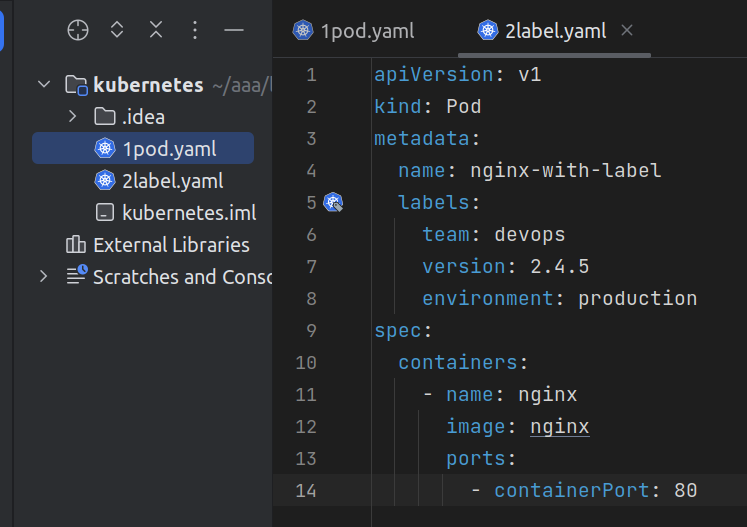 kubernetes ~/aaa/
.idea
1pod.yaml
2label.yaml
kubernetes.iml
External Libraries
Scratches and Consc
1pod.yaml
2label.yaml
1 apiVersion: v1
2 kind: Pod
3 metadata:
4   name: nginx-with-label
5   labels:
6     team: devops
7     version: 2.4.5
8     environment: production
9 spec:
10   containers:
11     - name: nginx
12       image: nginx
13       ports:
14         - containerPort: 80